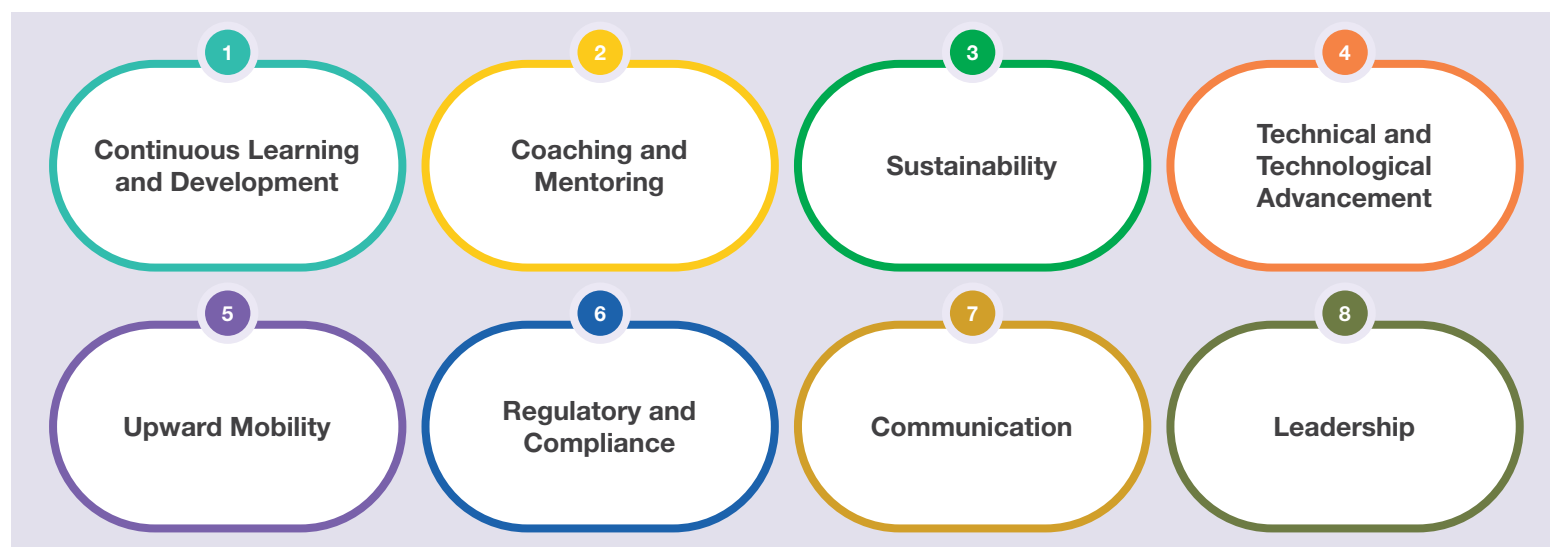 1
Continuous Learning
and Development
2
Coaching and
Mentoring
3
Sustainability
4
Technical and
Technological
Advancement
5
Upward Mobility
6
Regulatory and
Compliance
7
Communication
8
Leadership